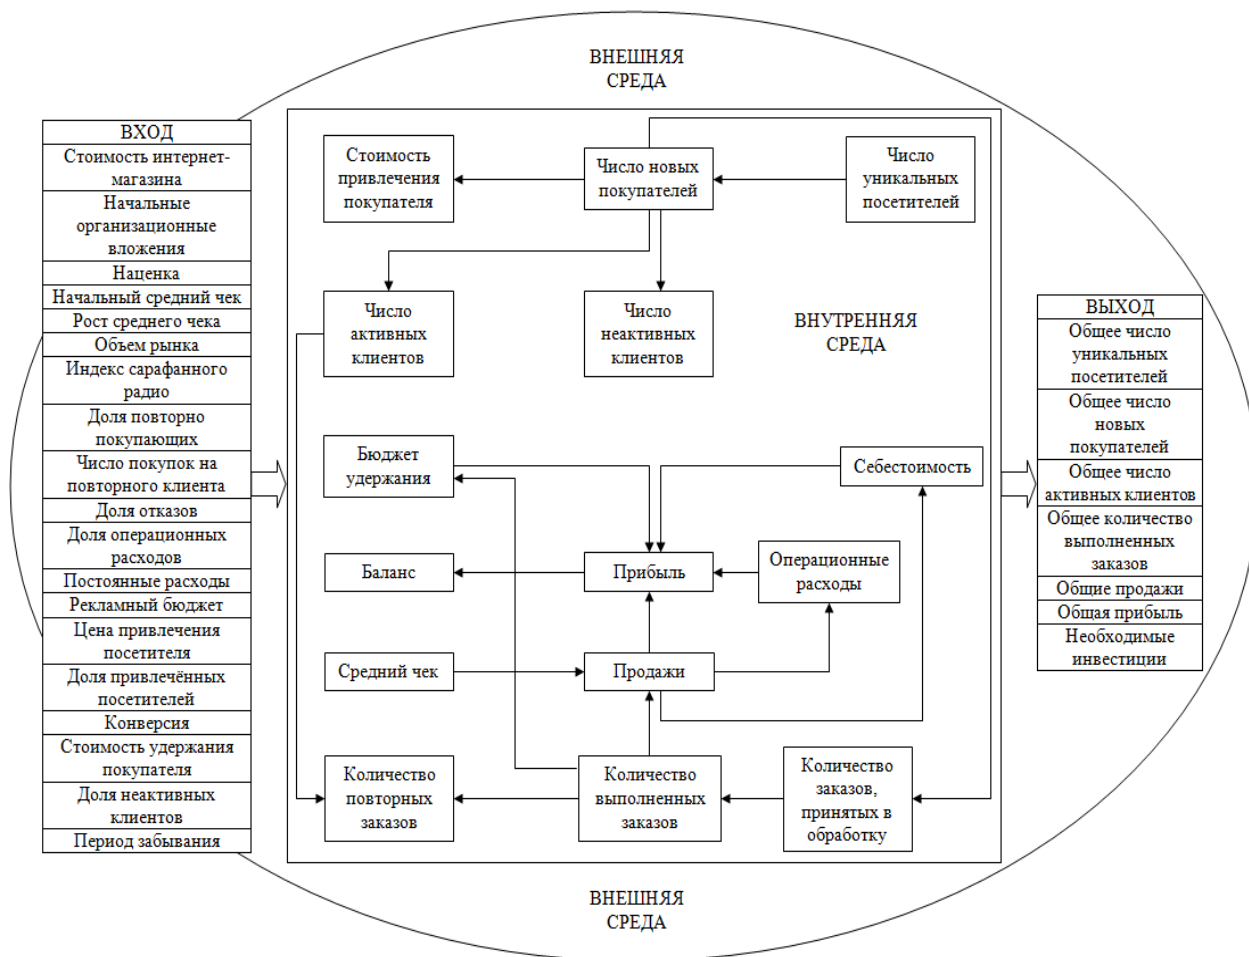 ВНЕШНЯЯ
СРЕДА
ВХОД
Стоимость интернет-
магазина
Начальные
организационные
вложения
Наценка
Начальный средний чек
Рост среднего чека
Объем рынка
Индекс сарафанного
радио
Доля повторно
покупающих
Число покупок на
повторного клиента
Доля отказов
Доля операционных
расходов
Постоянные расходы
Рекламный бюджет
Цена привлечения
посетителя
Доля привлечённых
посетителей
Конверсия
Стоимость удержания
покупателя
Доля неактивных
клиентов
Период забывания
Стоимость
привлечения
покупателя
Число новых
покупателей
Число
уникальных
посетителей
Число
активных
клиентов
Число
неактивных
клиентов
ВНУТРЕННЯЯ
СРЕДА
Бюджет
удержания
Себестоимость
Баланс
Прибыль
Операционные
расходы
Средний чек
Продажи
Количество
повторных
заказов
Количество
выполненных
заказов
Количество
заказов,
принятых в
обработку
ВЫХОД
Общее число
уникальных
посетителей
Общее число
новых
покупателей
Общее число
активных клиентов
Общее количество
выполненных
заказов
Общие продажи
Общая прибыль
Необходимые
инвестиции
ВНЕШНЯЯ
СРЕДА